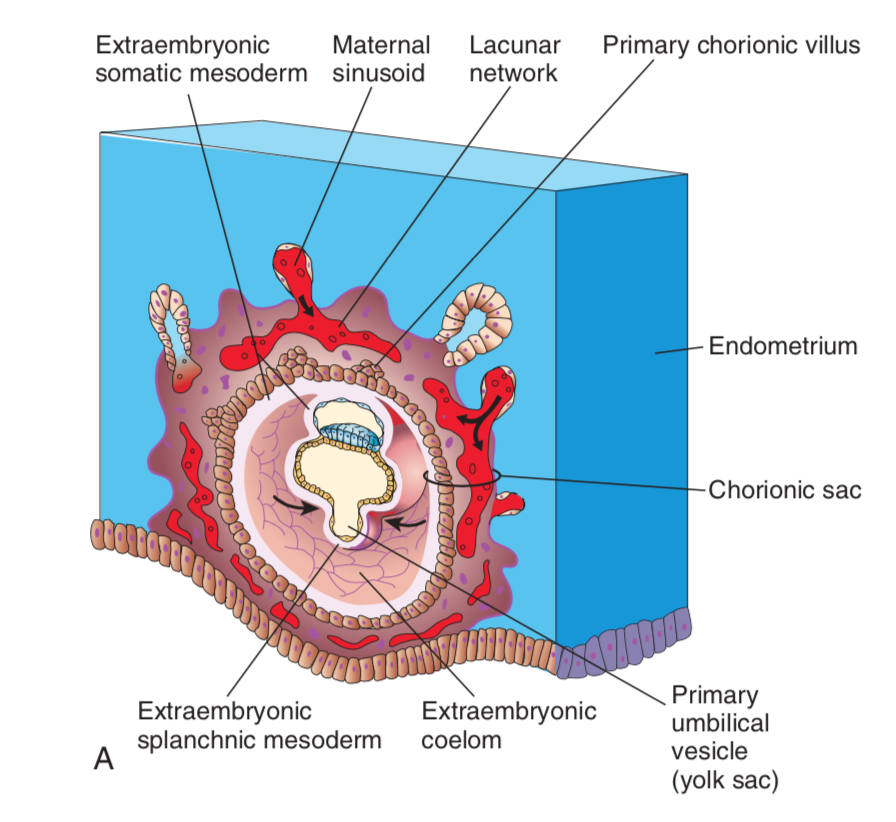 Extraembryonic
somatic mesoderm
Maternal
sinusoid
Lacunar
network
Primary chorionic villus
Endometrium
Chorionic sac
Extraembryonic
splanchnic mesoderm
Extraembryonic
coelom
Primary
umbilical
vesicle
(yolk sac)
A